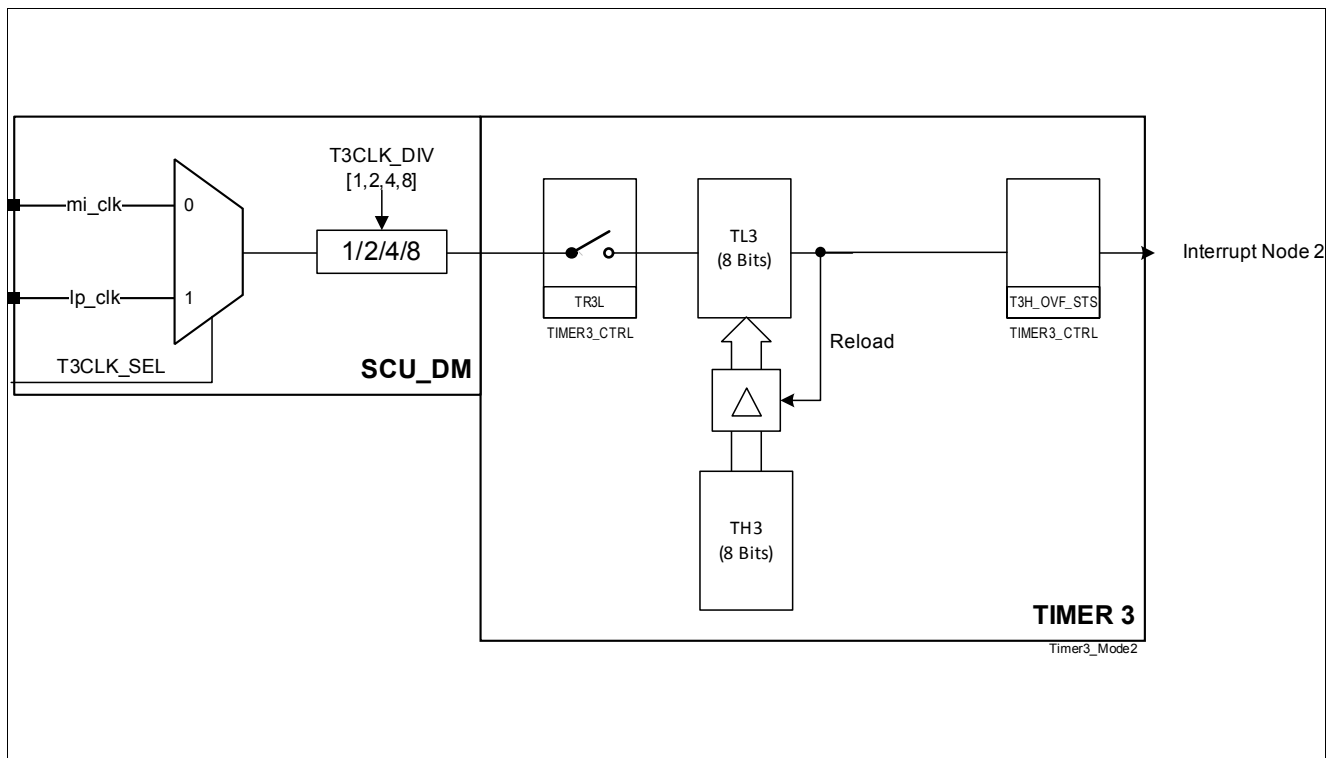 T3CLK_DIV
[1,2,4,8]
mi_clk
0
1/2/4/8
lp_clk
1
T3CLK_SEL
SCU_DM
TR3L
TIMER3_CTRL
TL3
(8 Bits)
Reload
TH3
(8 Bits)
T3H_OVF_STS
TIMER3_CTRL
Interrupt Node 2
TIMER 3
Timer3_Mode2